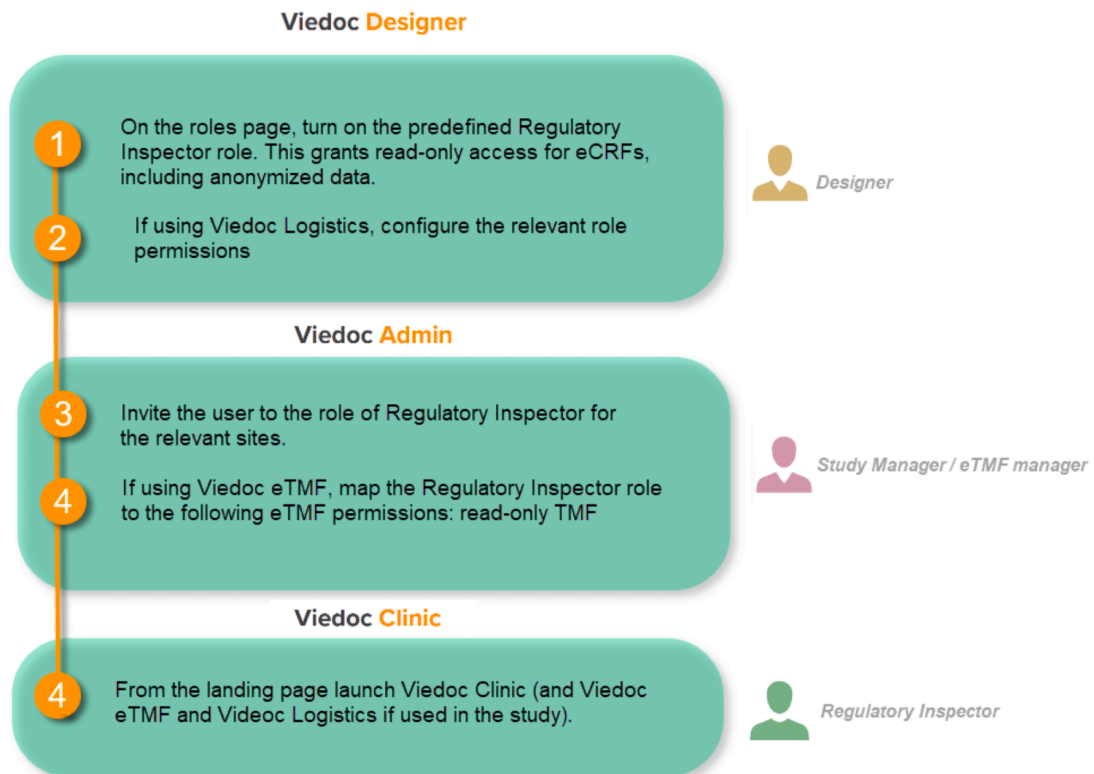 Viedoc Designer
1
On the roles page, turn on the predefined Regulatory
Inspector role. This grants read-only access for eCRFs,
including anonymized data.
2
If using Viedoc Logistics, configure the relevant role
permissions
Designer
Viedoc Admin
3
Invite the user to the role of Regulatory Inspector for
the relevant sites.
4
If using Viedoc eTMF, map the Regulatory Inspector role
to the following eTMF permissions: read-only TMF
Study Manager / eTMF manager
Viedoc Clinic
4
From the landing page launch Viedoc Clinic (and Viedoc
eTMF and Videoc Logistics if used in the study).
Regulatory Inspector